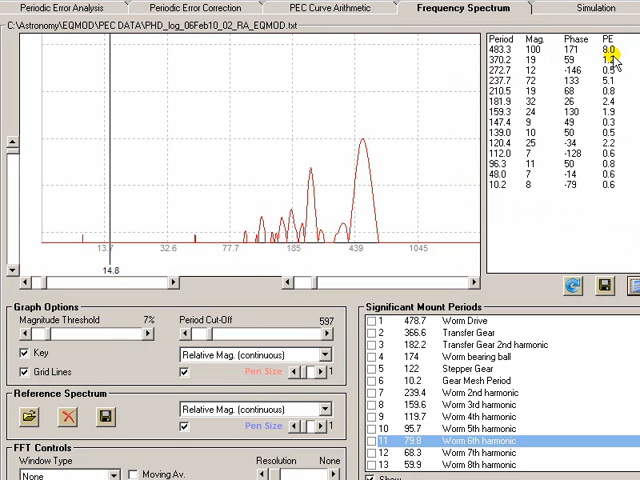 Periodic Error Analysis Periodic Error Correction PEC Curve Arithmetic Frequency Spectrum Simulation
C:\Astronomy\EQMOD\PEC DATA\PHD_log_06Feb10_02_RA_EQMOD.txt
13.7 32.6 77.7 185 439 1045
14.8
Period Mag. Phase PE
483.3 100 171 8.0
370.2 19 59 1.2
272.7 12 -146 0.5
237.7 72 133 5.1
210.5 19 68 0.8
181.9 32 26 2.4
159.3 24 130 1.9
147.4 9 49 0.3
139.0 10 50 0.5
120.4 25 -34 2.2
112.0 7 -128 0.6
96.3 11 50 0.8
48.0 7 -14 0.6
10.2 8 -79 0.6
Graph Options
Magnitude Threshold 7% Period Cut-Off 597
Key Relative Mag. (continuous)
Grid Lines Pen Size 1
Reference Spectrum
Relative Mag. (continuous)
Pen Size 1
FFT Controls
Window Type Resolution None
None Moving Av.
Significant Mount Periods
1 478.7 Worm Drive
2 366.6 Transfer Gear
3 182.2 Transfer Gear 2nd harmonic
4 174 Worm bearing ball
5 122 Stepper Gear
6 10.2 Gear Mesh Period
7 239.4 Worm 2nd harmonic
8 159.6 Worm 3rd harmonic
9 119.7 Worm 4th harmonic
10 95.7 Worm 5th harmonic
11 79.8 Worm 6th harmonic
12 68.3 Worm 7th harmonic
13 59.9 Worm 8th harmonic
Show